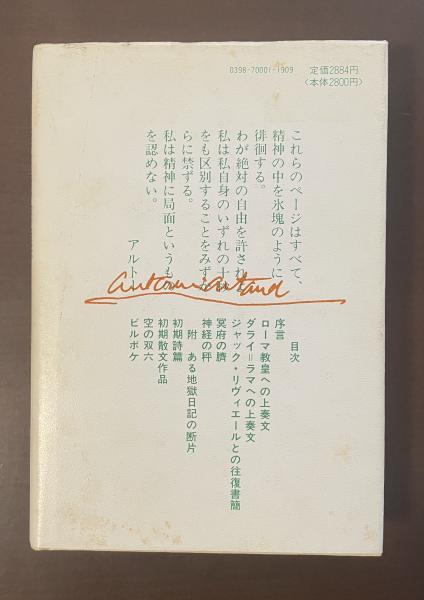 0398-70001-1909
定価2884円
〈本体2800円〉
これらのページはすべて、
精神の中を氷塊のように
徘徊する。
わが絶対の自由を許され
私は私自身のいずれの十
をも区別することをみずか
らに禁ずる。
私は精神に局面というもの
を認めない。
アルトー
Antonin Artaud
目次
序言
ローマ教皇への上奏文
ダライ=ラマへの上奏文
ジャック・リヴィエールとの往復書簡
冥府の臍
神経の秤
附 ある地獄日記の断片
初期詩篇
初期散文作品
空の双六
ビルボケ